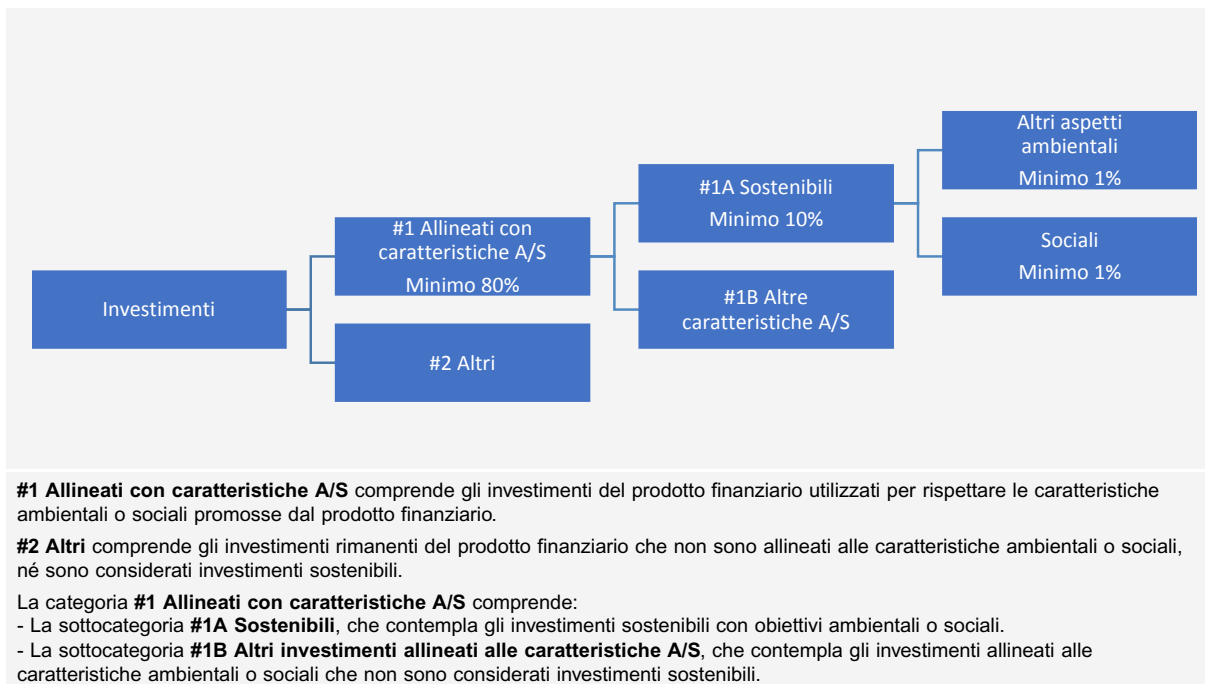 Investimenti
#1 Allineati con
caratteristiche A/S
Minimo 80%
#2 Altri
#1A Sostenibili
Minimo 10%
#1B Altre
caratteristiche A/S
Altri aspetti
ambientali
Minimo 1%
Sociali
Minimo 1%
#1 Allineati con caratteristiche A/S comprende gli investimenti del prodotto finanziario utilizzati per rispettare le caratteristiche
ambientali o sociali promosse dal prodotto finanziario.
#2 Altri comprende gli investimenti rimanenti del prodotto finanziario che non sono allineati alle caratteristiche ambientali o sociali,
né sono considerati investimenti sostenibili.
La categoria #1 Allineati con caratteristiche A/S comprende:
- La sottocategoria #1A Sostenibili, che contempla gli investimenti sostenibili con obiettivi ambientali o sociali.
- La sottocategoria #1B Altri investimenti allineati alle caratteristiche A/S, che contempla gli investimenti allineati alle
caratteristiche ambientali o sociali che non sono considerati investimenti sostenibili.